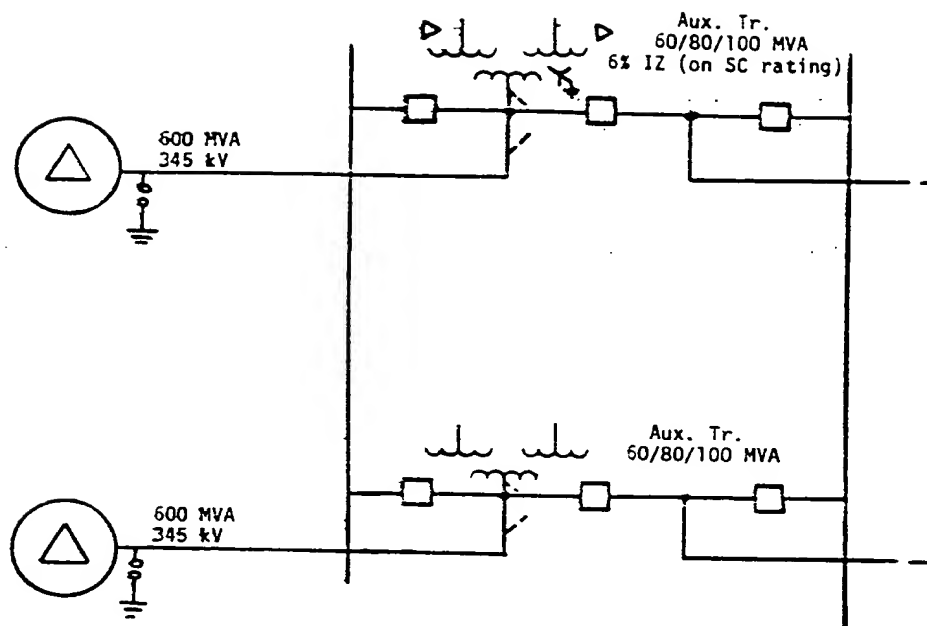 Aux. Tr.
60/80/100 MVA
6% IZ (on SC rating)
600 MVA
345 kV
Aux. Tr.
60/80/100 MVA
600 MVA
345 kV